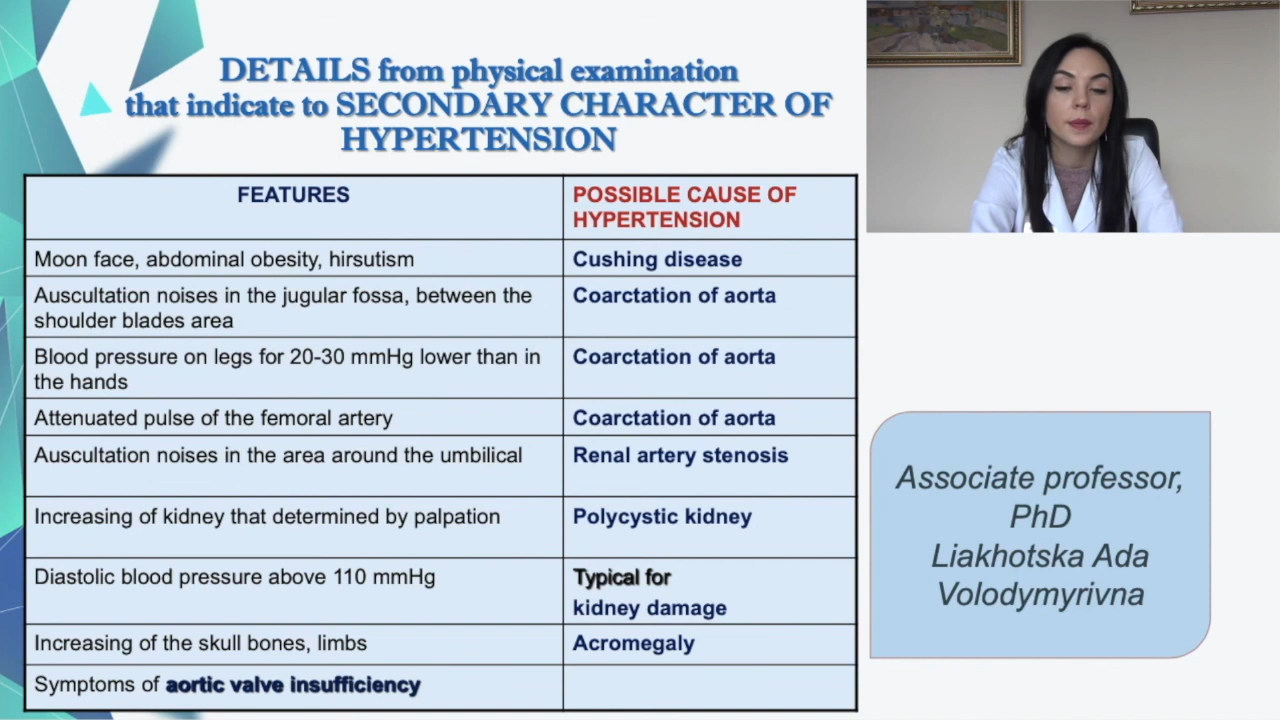 DETAILS from physical examination
that indicate to SECONDARY CHARACTER OF
HYPERTENSION
FEATURES
POSSIBLE CAUSE OF
HYPERTENSION
Moon face, abdominal obesity, hirsutism
Cushing disease
Auscultation noises in the jugular fossa, between the
shoulder blades area
Coarctation of aorta
Blood pressure on legs for 20-30 mmHg lower than in
the hands
Coarctation of aorta
Attenuated pulse of the femoral artery
Coarctation of aorta
Auscultation noises in the area around the umbilical
Renal artery stenosis
Increasing of kidney that determined by palpation
Polycystic kidney
Diastolic blood pressure above 110 mmHg
Typical for
kidney damage
Increasing of the skull bones, limbs
Acromegaly
Symptoms of aortic valve insufficiency
Associate professor,
PhD
Liakhotska Ada
Volodymyrivna